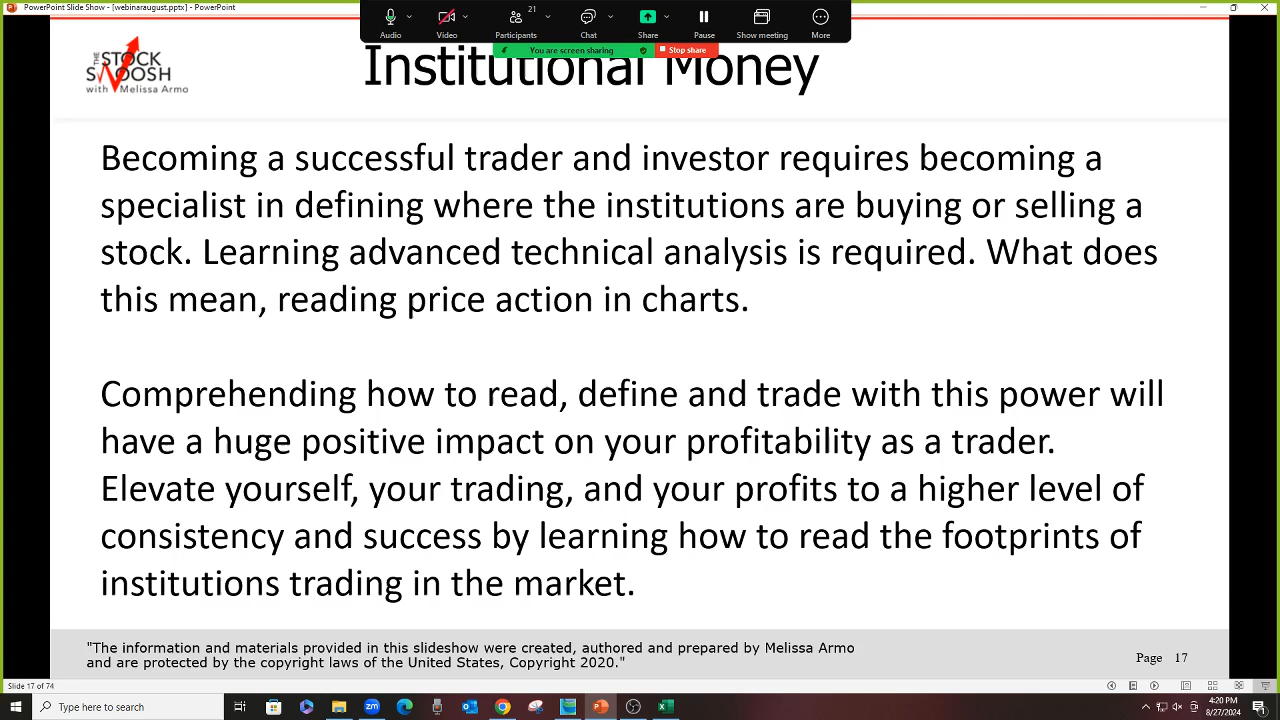 PowerPoint Slide Show - [webinaraugust.pptx] - PowerPoint
21
Audio Video Participants Chat Share Pause Show meeting More
You are screen sharing Stop share
THE STOCK SWOOSH
with Melissa Armo
Institutional Money
Becoming a successful trader and investor requires becoming a
specialist in defining where the institutions are buying or selling a
stock. Learning advanced technical analysis is required. What does
this mean, reading price action in charts.
Comprehending how to read, define and trade with this power will
have a huge positive impact on your profitability as a trader.
Elevate yourself, your trading, and your profits to a higher level of
consistency and success by learning how to read the footprints of
institutions trading in the market.
"The information and materials provided in this slideshow were created, authored and prepared by Melissa Armo
and are protected by the copyright laws of the United States, Copyright 2020."
Page 17
Slide 17 of 74
Type here to search
4:20 PM
8/27/2024